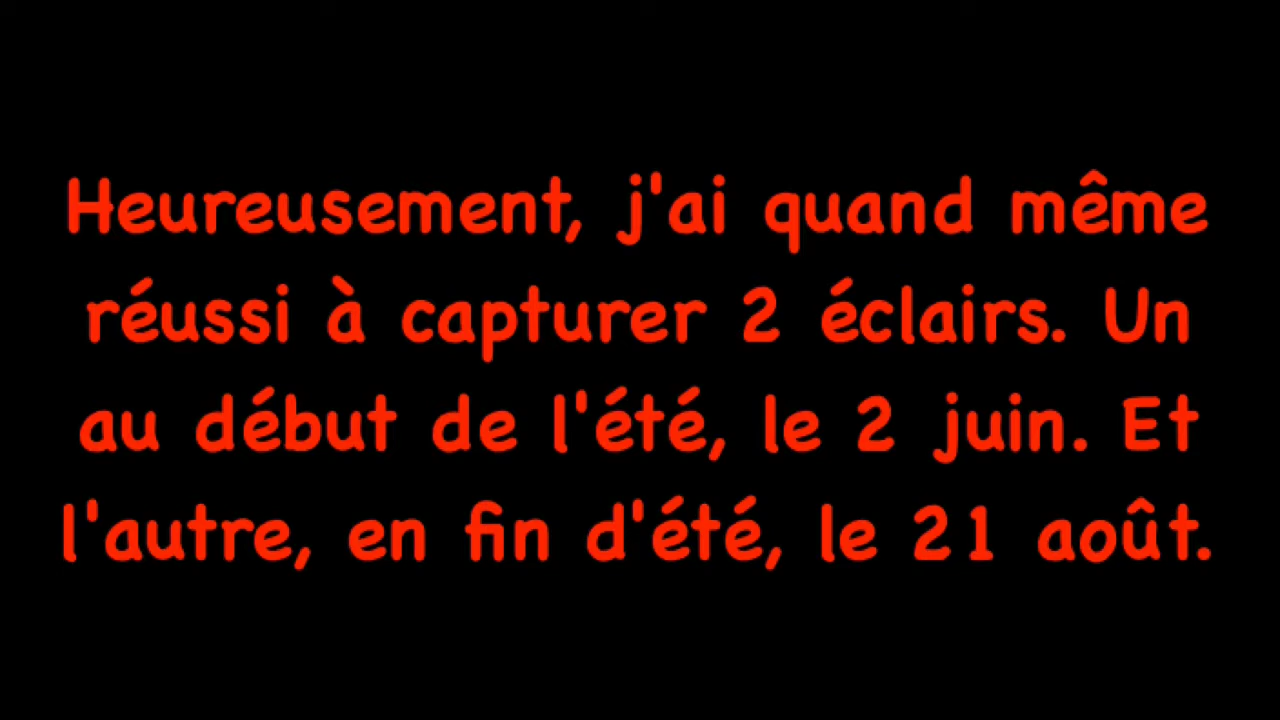 Heureusement, j'ai quand même
réussi à capturer 2 éclairs. Un
au début de l'été, le 2 juin. Et
l'autre, en fin d'été, le 21 août.